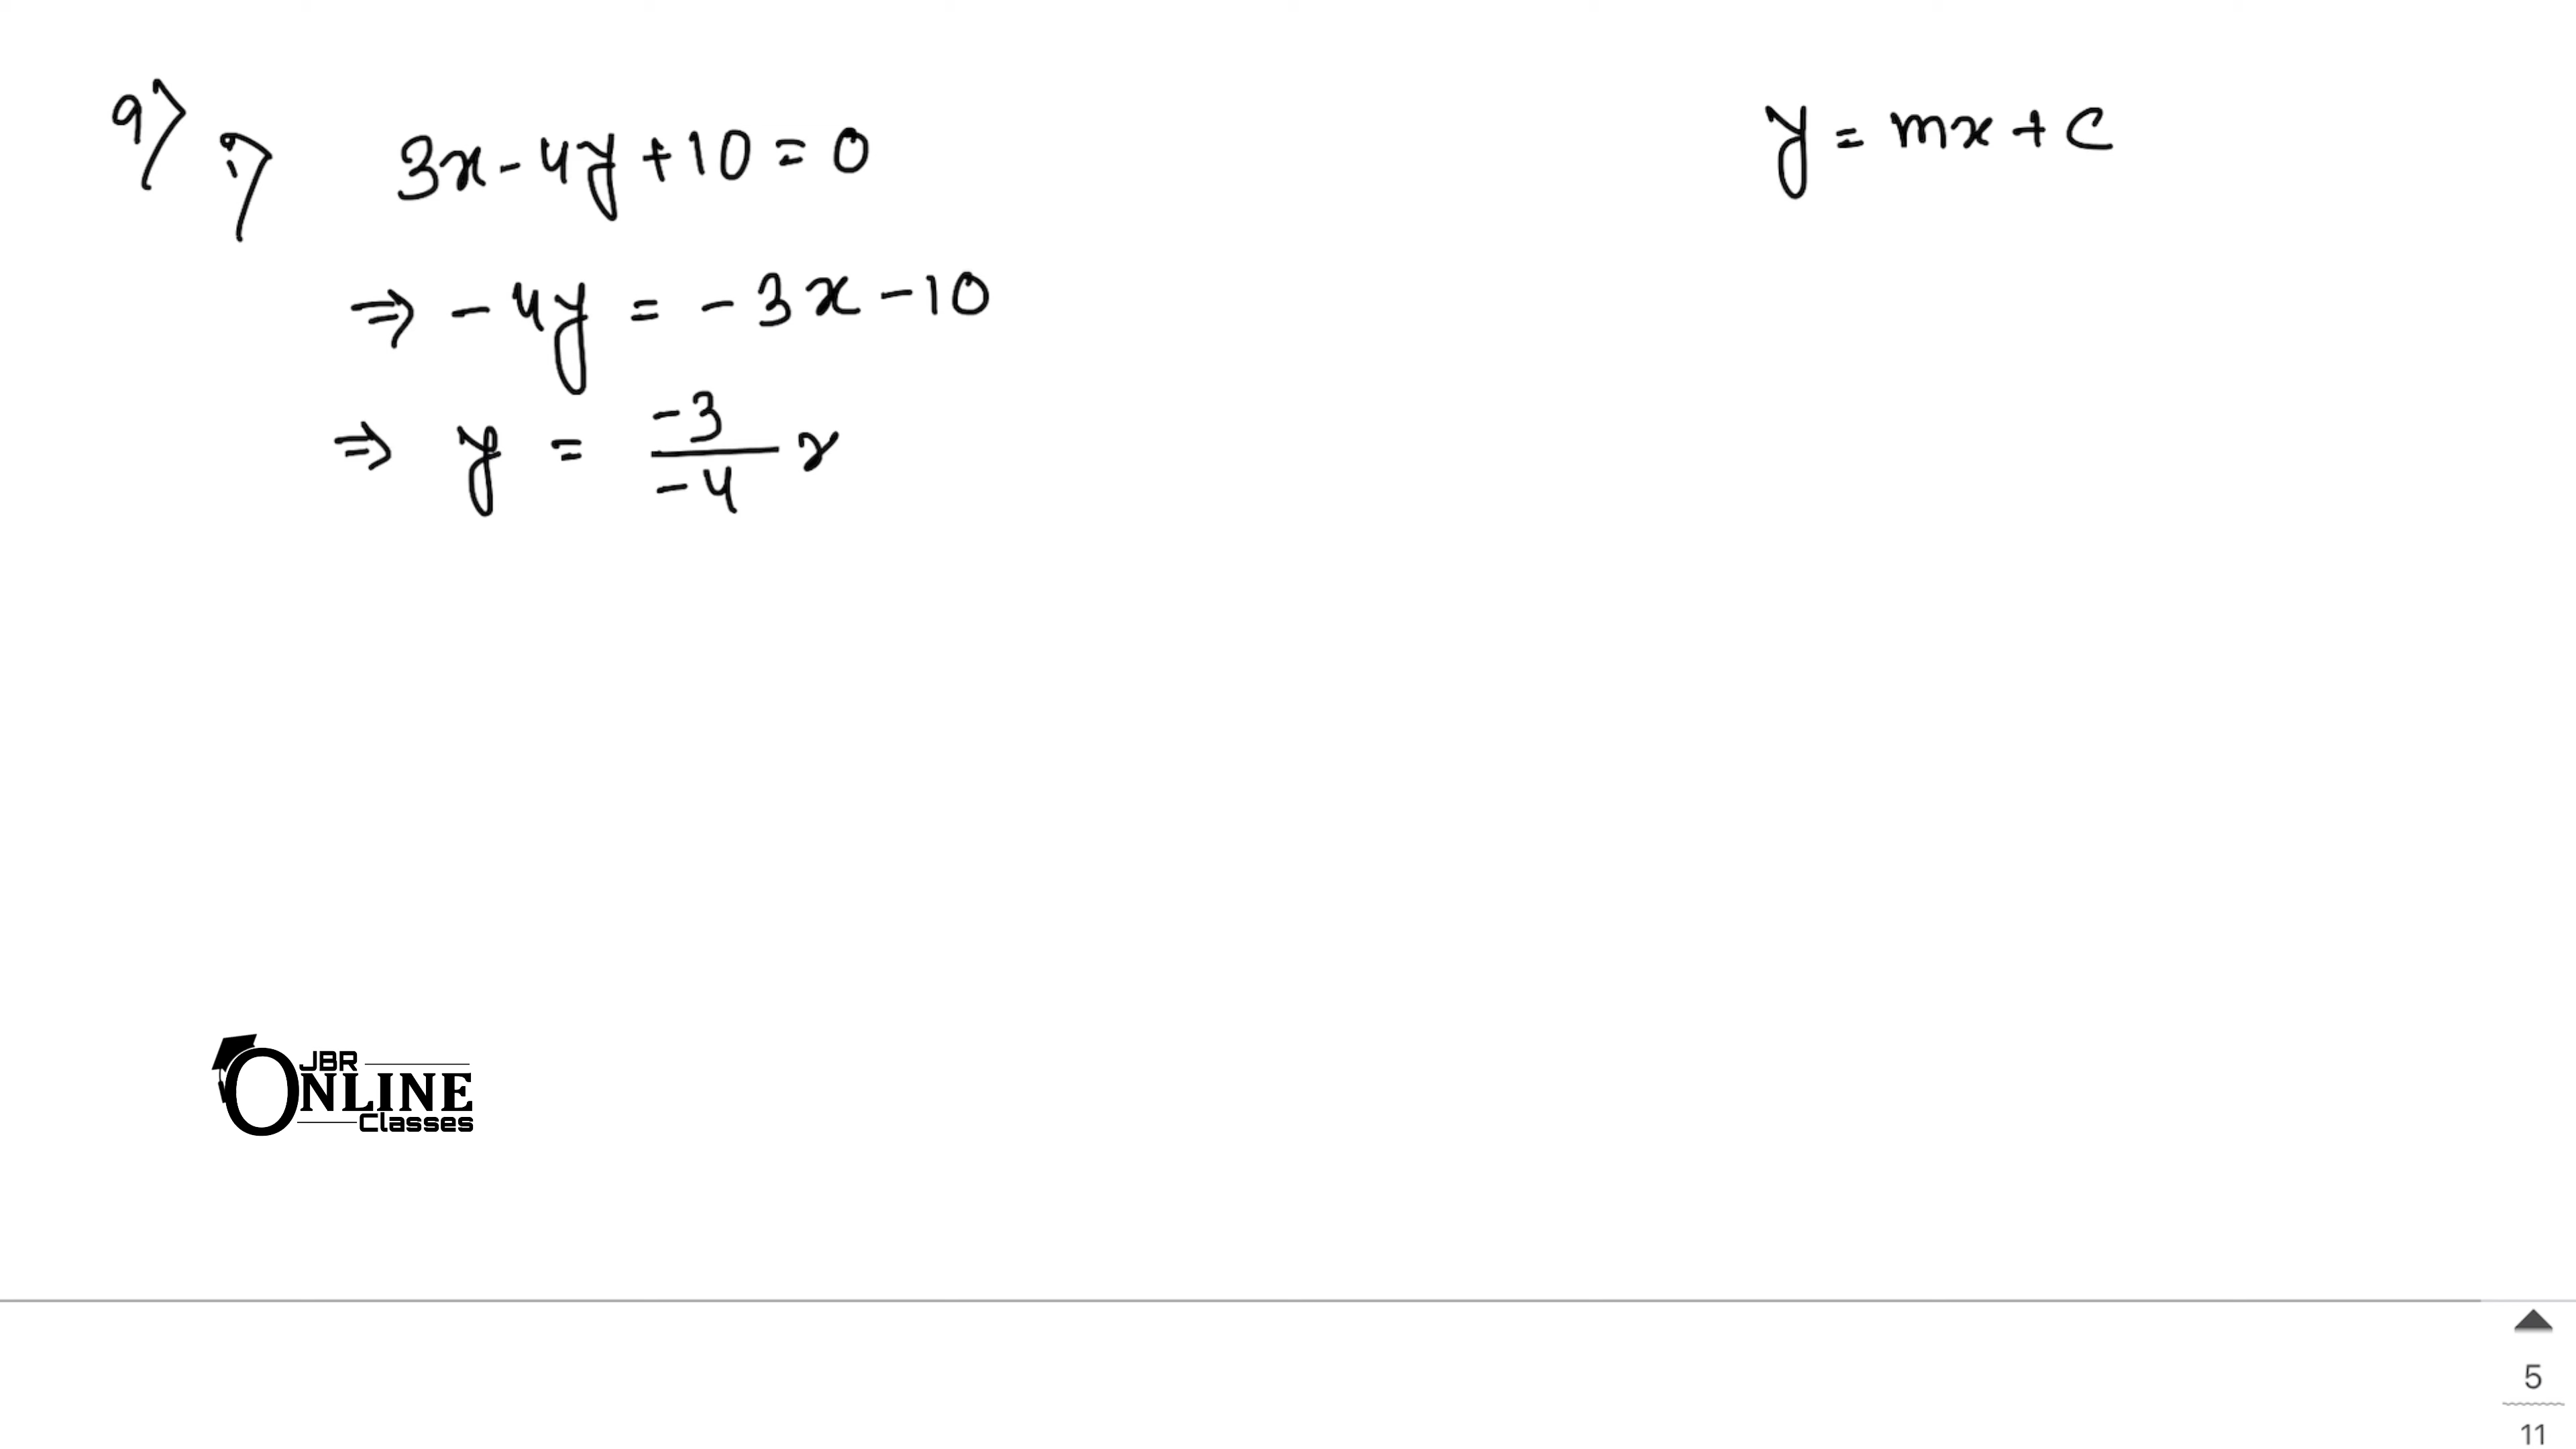 9) i) 3x - 4y + 10 = 0
y = mx + c
⇒ - 4y = - 3x - 10
⇒ y = -3/-4 x
JBR
ONLINE
Classes
5
11